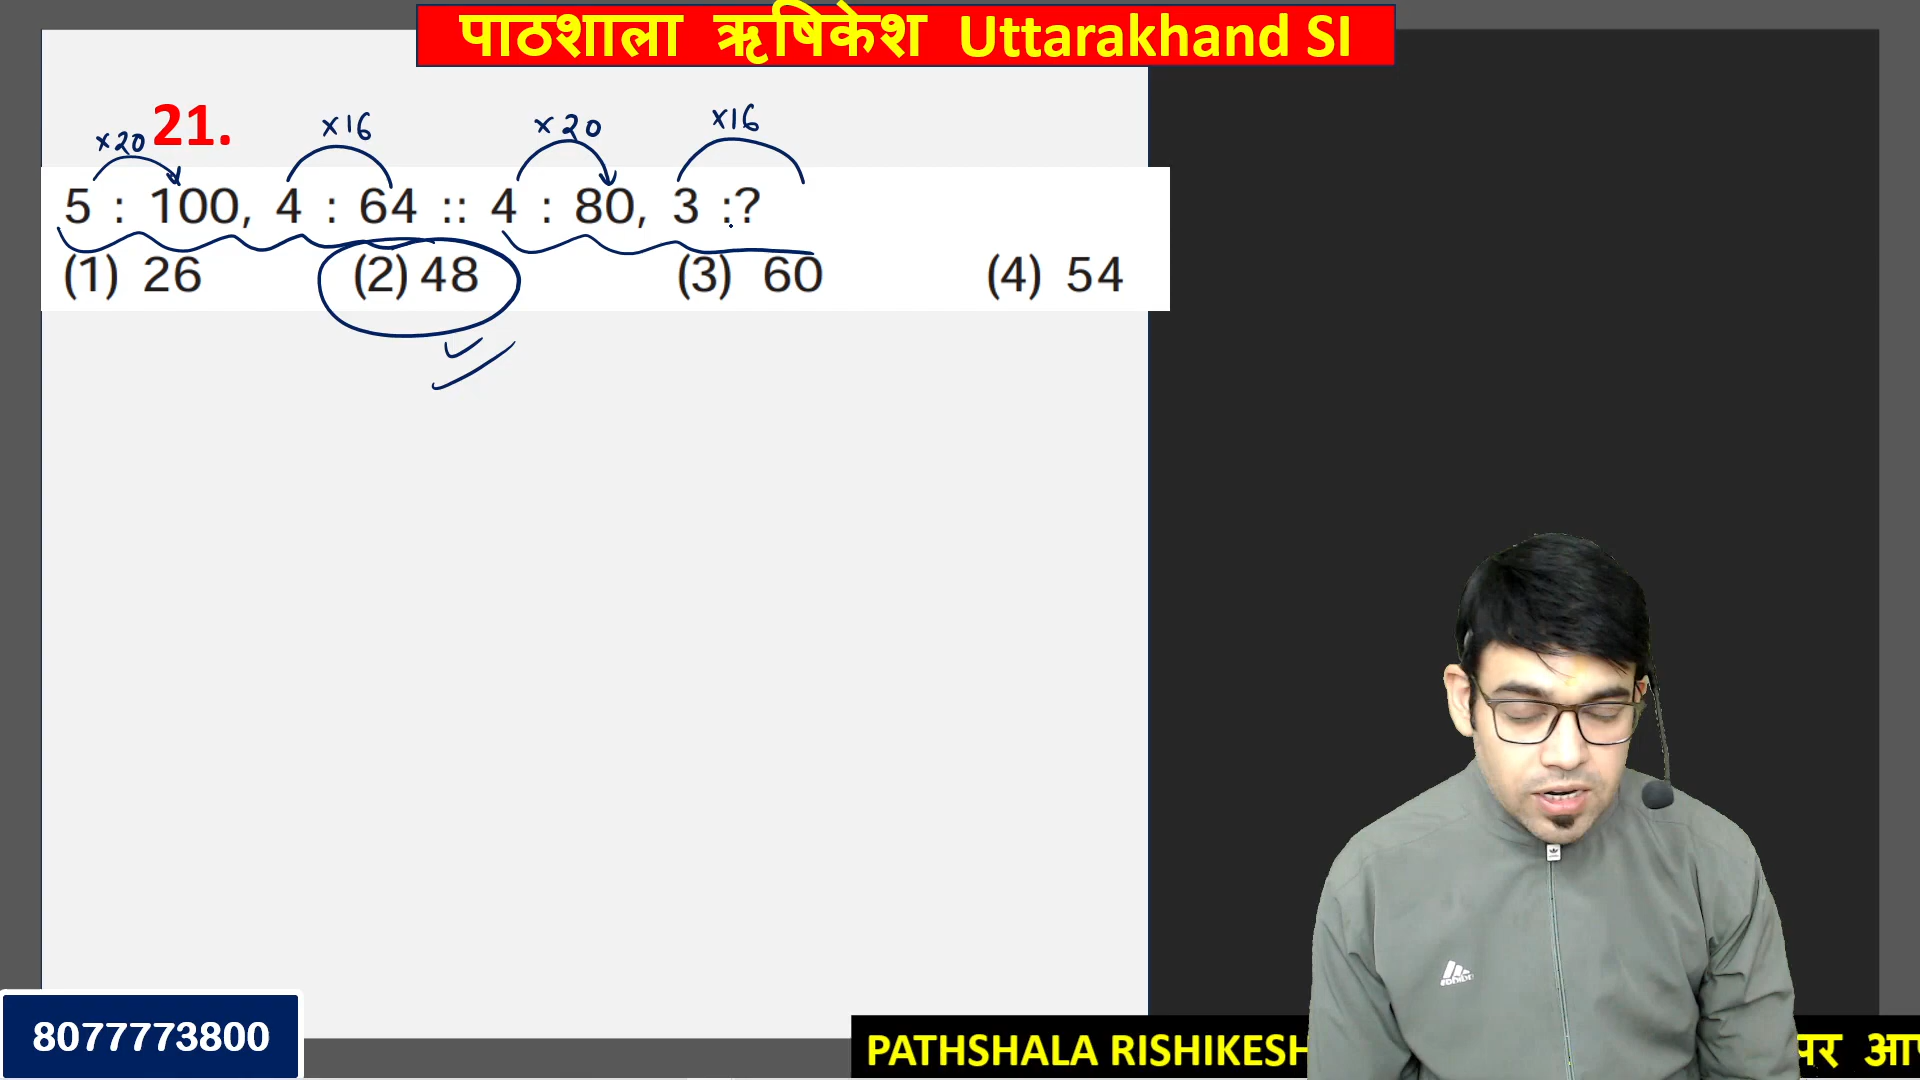 पाठशाला ऋषिकेश Uttarakhand SI
21.
×20 ×16 ×20 ×16
5 : 100, 4 : 64 :: 4 : 80, 3 :?
(1) 26 (2) 48 (3) 60 (4) 54
8077773800
PATHSHALA RISHIKESH पर